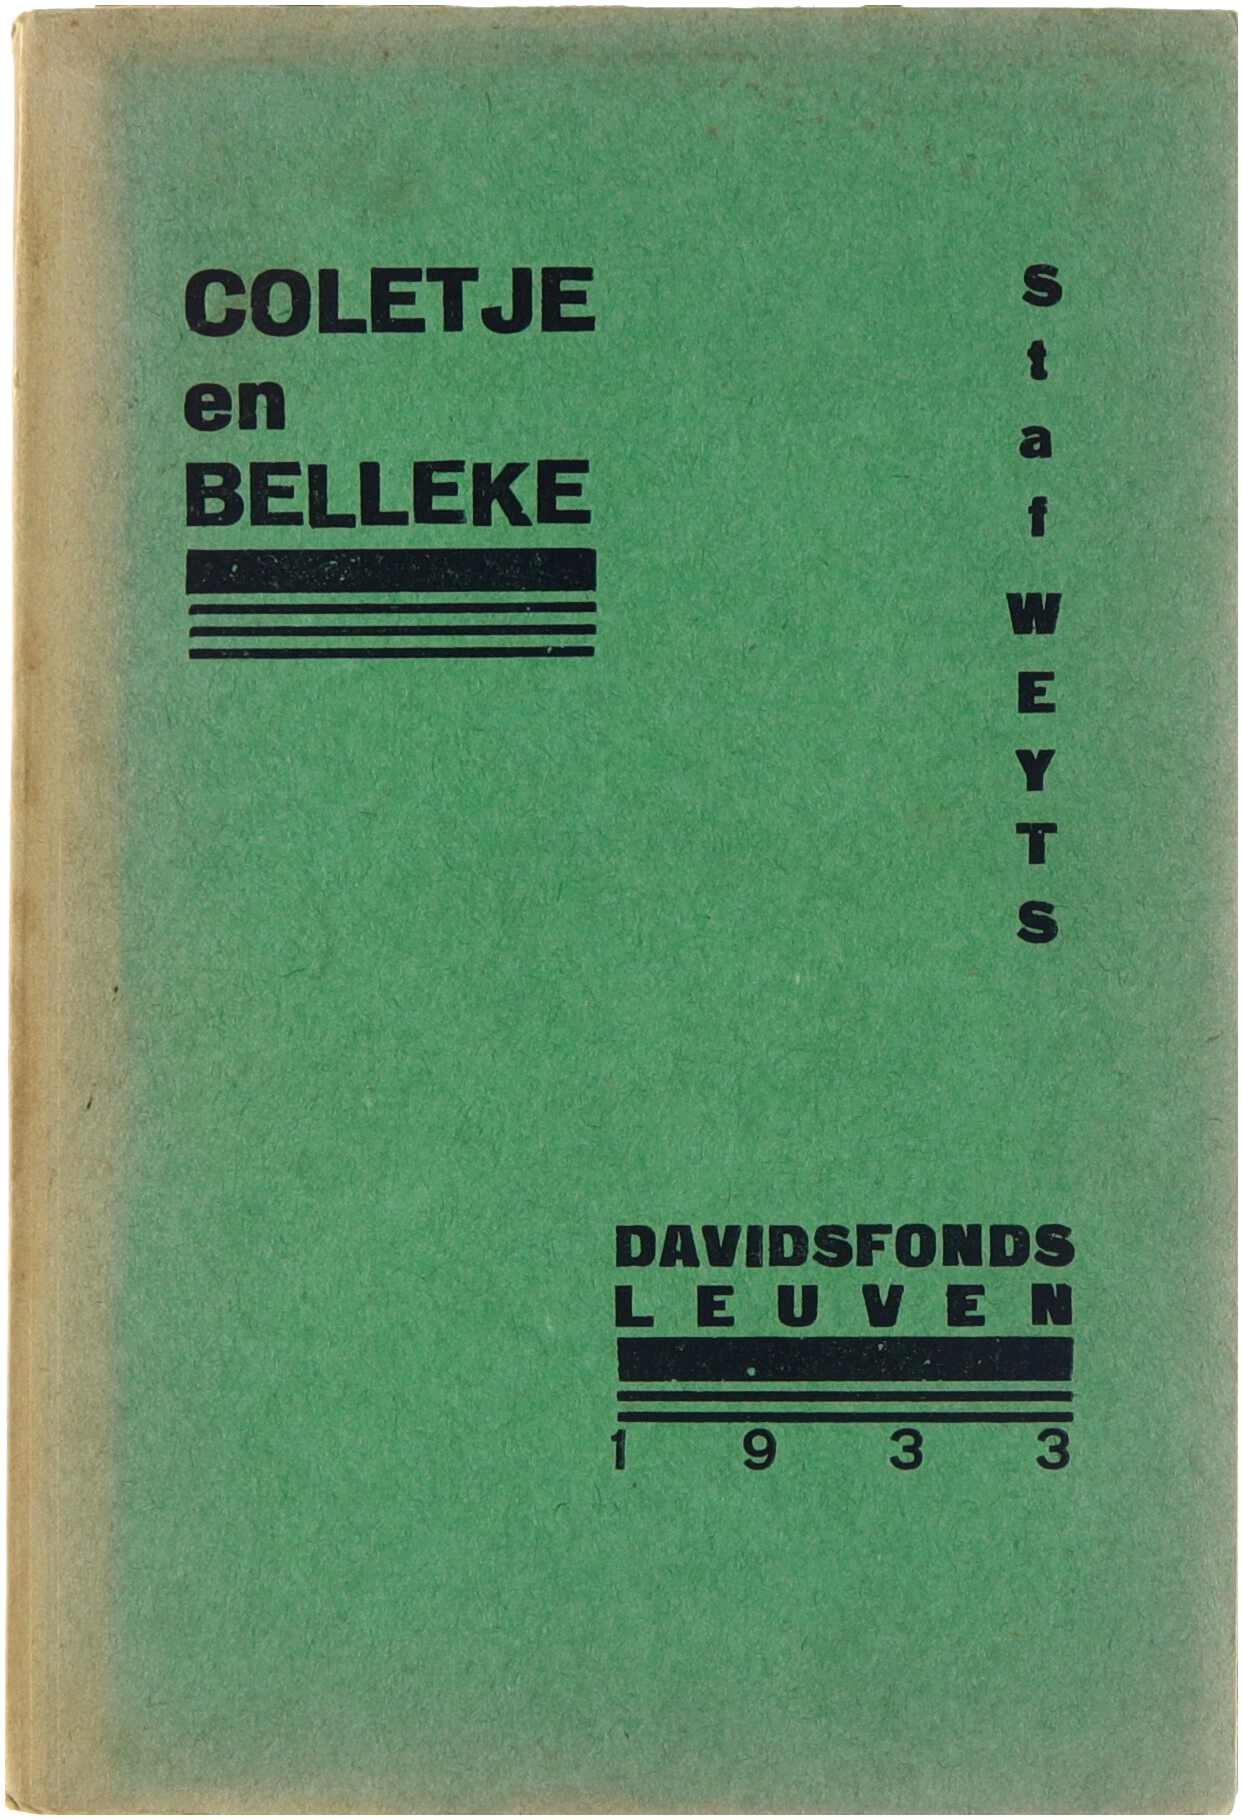 COLETJE
en
BELLEKE
Staf WEYTS
DAVIDSFONDS
LEUVEN
1933